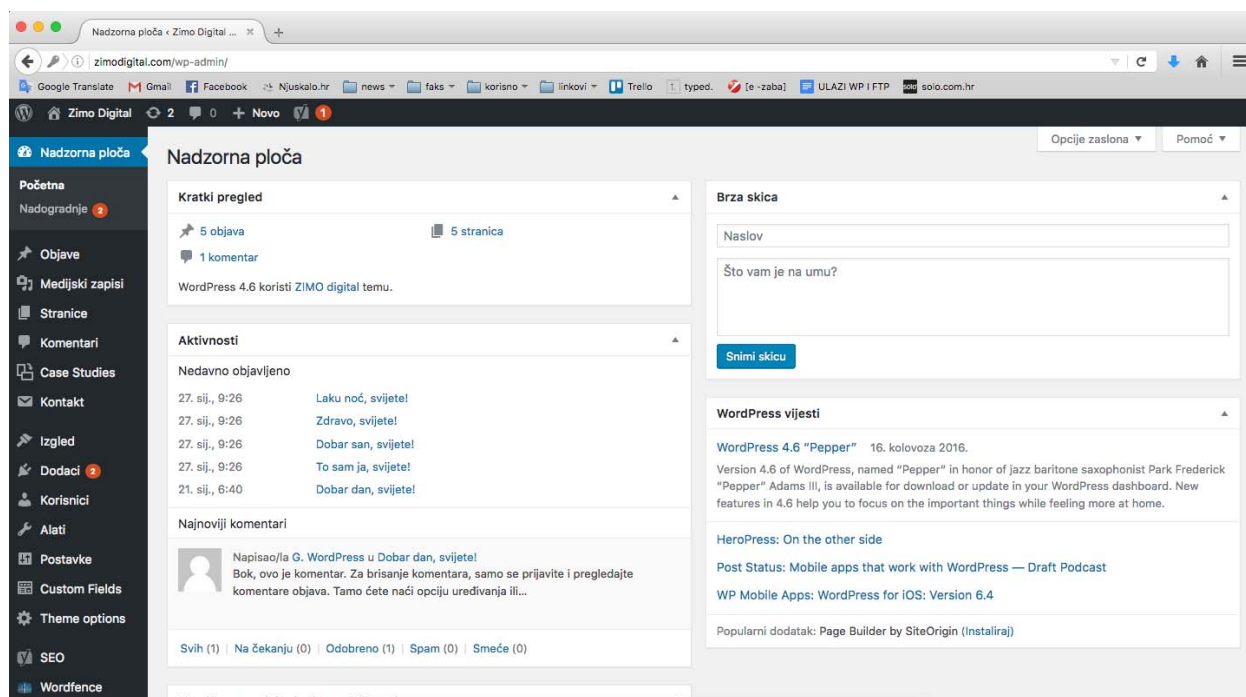 Nadzorna ploča ‹ Zimo Digital ...
zimodigital.com/wp-admin/
Google Translate Gmail Facebook Njuskalo.hr news faks korisno linkovi Trello typed. [e -zaba] ULAZI WP I FTP solo.com.hr
Zimo Digital 2 0 + Novo 1
Opcije zaslona Pomoć
Nadzorna ploča
Početna
Nadogradnje 2
Objave
Medijski zapisi
Stranice
Komentari
Case Studies
Kontakt
Izgled
Dodaci 2
Korisnici
Alati
Postavke
Custom Fields
Theme options
SEO
Wordfence
Nadzorna ploča
Kratki pregled
5 objava 5 stranica
1 komentar
WordPress 4.6 koristi ZIMO digital temu.
Aktivnosti
Nedavno objavljeno
27. sij., 9:26 Laku noć, svijete!
27. sij., 9:26 Zdravo, svijete!
27. sij., 9:26 Dobar san, svijete!
27. sij., 9:26 To sam ja, svijete!
21. sij., 6:40 Dobar dan, svijete!
Najnoviji komentari
Napisao/la G. WordPress u Dobar dan, svijete!
Bok, ovo je komentar. Za brisanje komentara, samo se prijavite i pregledajte
komentare objava. Tamo ćete naći opciju uređivanja ili...
Svih (1) | Na čekanju (0) | Odobreno (1) | Spam (0) | Smeće (0)
Brza skica
Naslov
Što vam je na umu?
Snimi skicu
WordPress vijesti
WordPress 4.6 “Pepper” 16. kolovoza 2016.
Version 4.6 of WordPress, named “Pepper” in honor of jazz baritone saxophonist Park Frederick
“Pepper” Adams III, is available for download or update in your WordPress dashboard. New
features in 4.6 help you to focus on the important things while feeling more at home.
HeroPress: On the other side
Post Status: Mobile apps that work with WordPress — Draft Podcast
WP Mobile Apps: WordPress for iOS: Version 6.4
Popularni dodatak: Page Builder by SiteOrigin (Instaliraj)